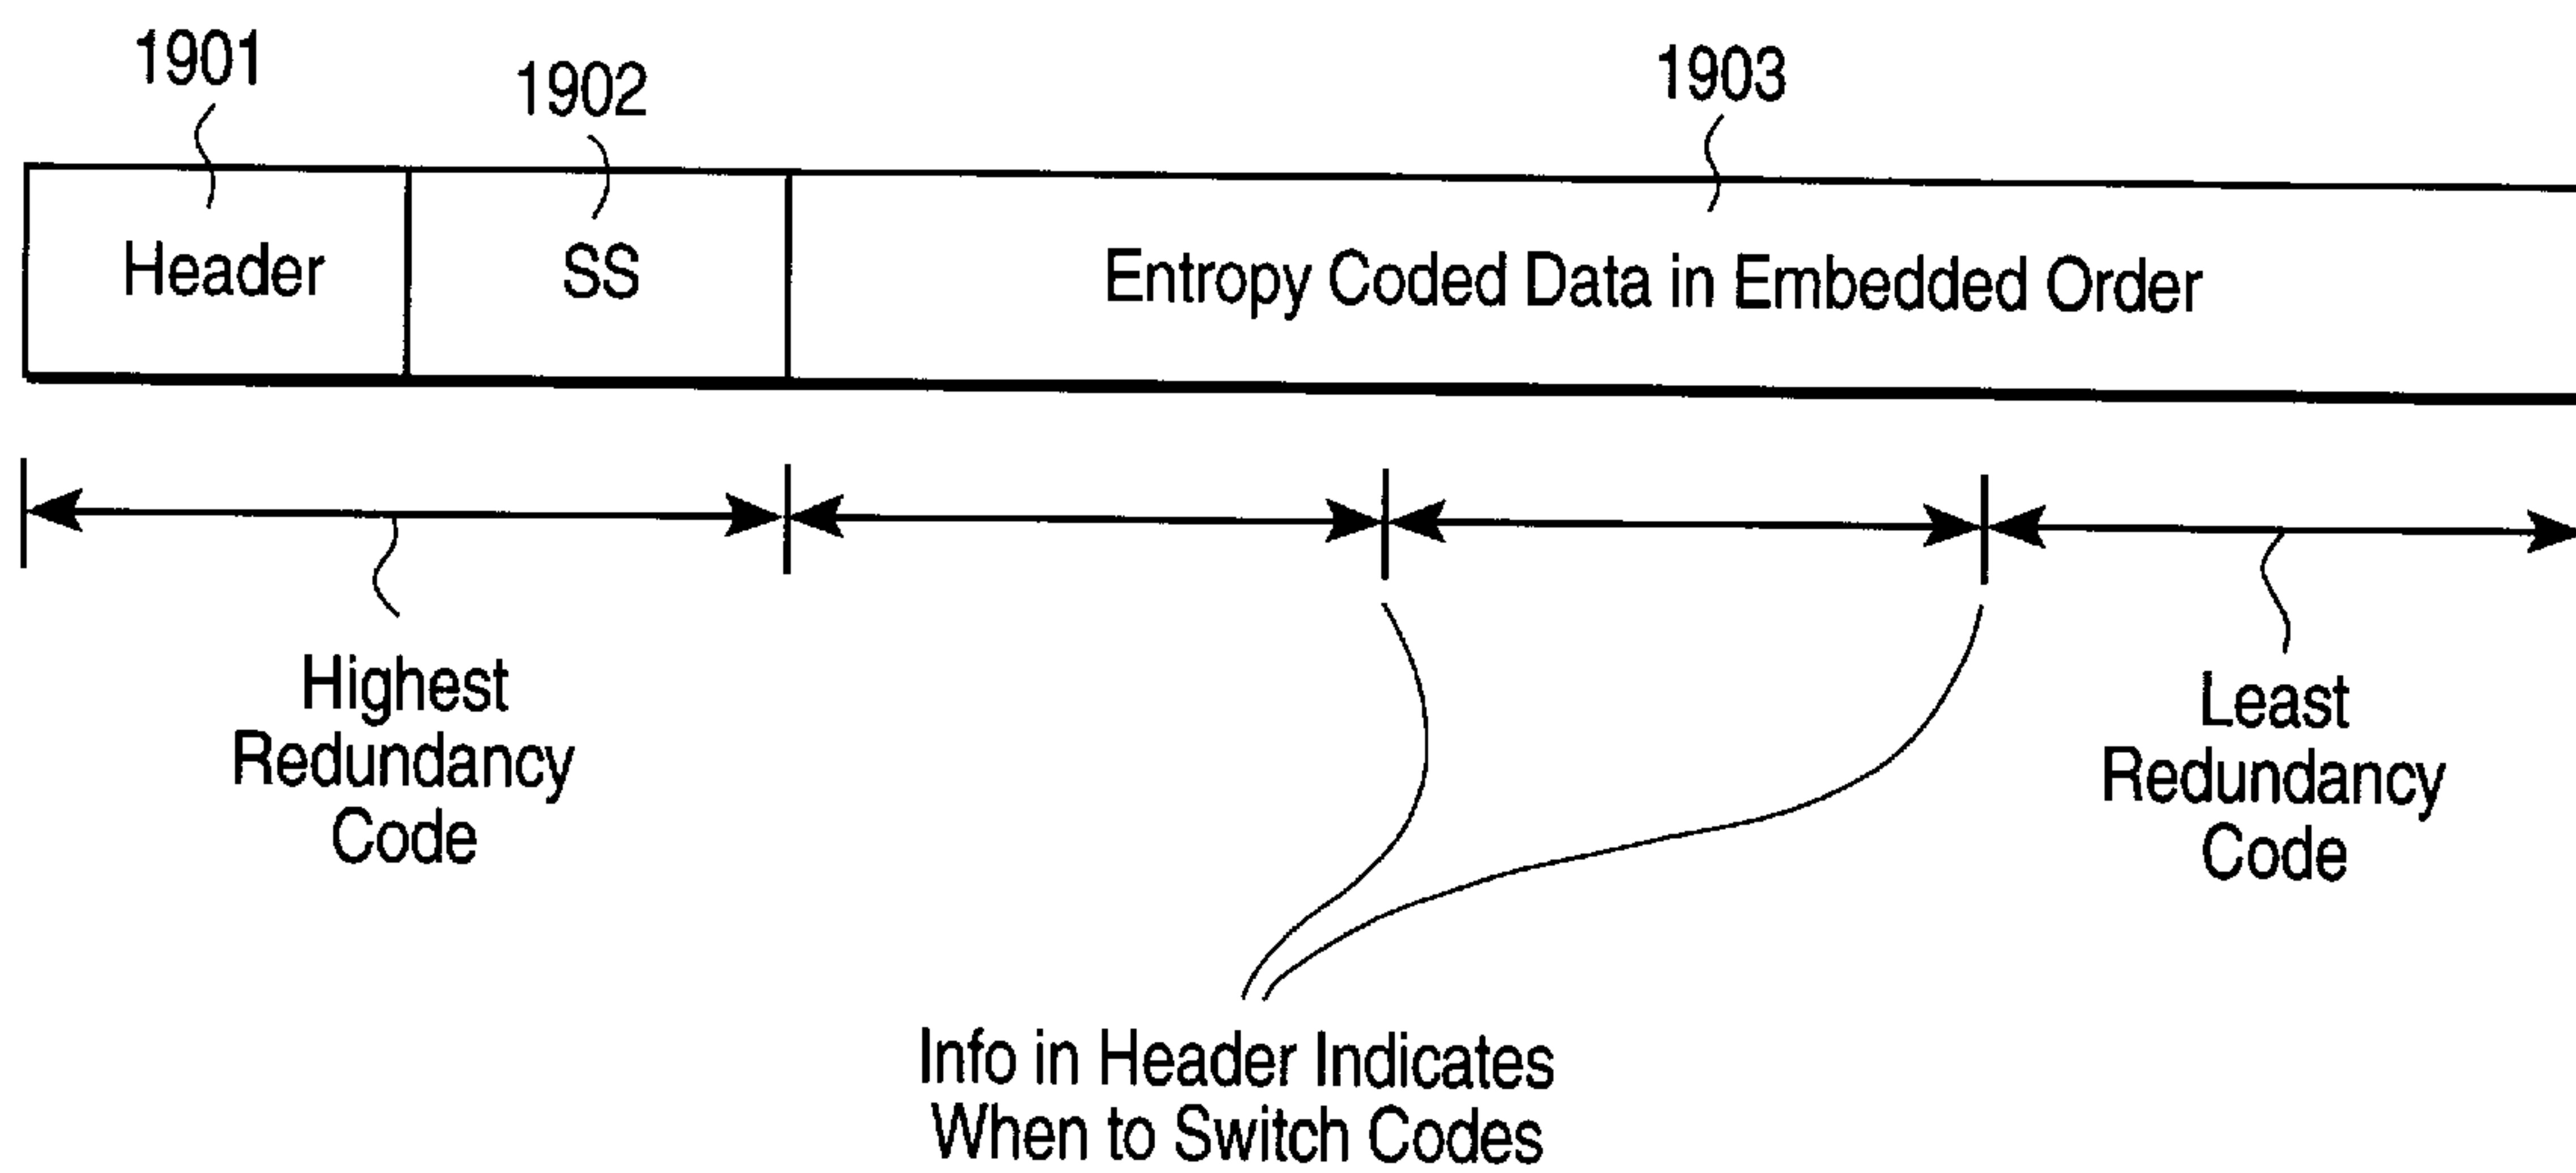 1901
1902
1903
Header
SS
Entropy Coded Data in Embedded Order
Highest
Redundancy
Code
Least
Redundancy
Code
Info in Header Indicates
When to Switch Codes